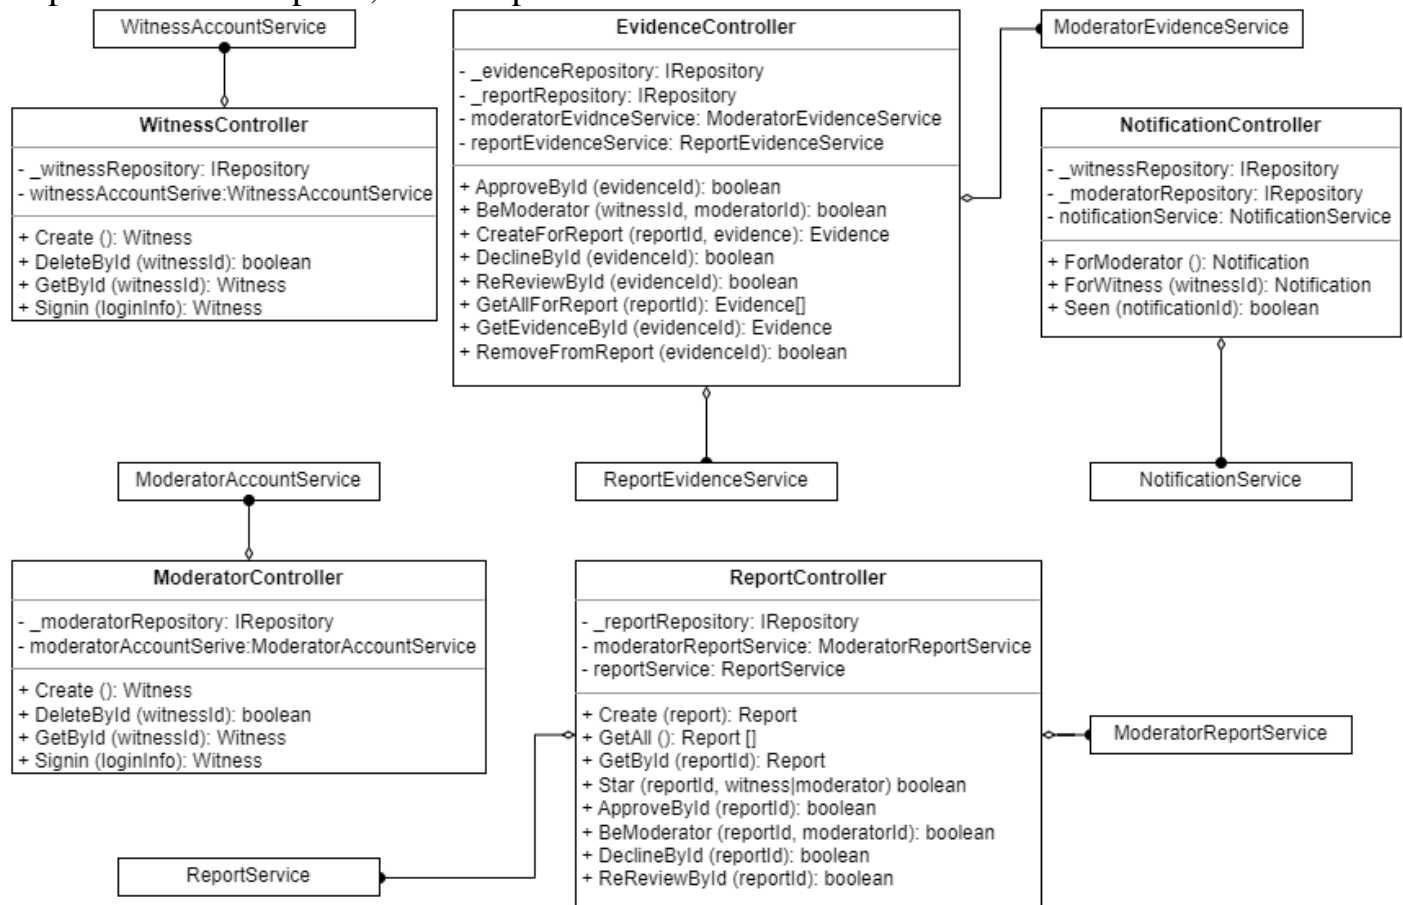 WitnessAccountService
WitnessController
- _witnessRepository: IRepository
- witnessAccountSerive:WitnessAccountService
+ Create (): Witness
+ DeleteById (witnessId): boolean
+ GetById (witnessId): Witness
+ Signin (loginInfo): Witness
EvidenceController
- _evidenceRepository: IRepository
- _reportRepository: IRepository
- moderatorEvidnceService: ModeratorEvidenceService
- reportEvidenceService: ReportEvidenceService
+ ApproveById (evidenceId): boolean
+ BeModerator (witnessId, moderatorId): boolean
+ CreateForReport (reportId, evidence): Evidence
+ DeclineById (evidenceId): boolean
+ ReReviewById (evidenceId): boolean
+ GetAllForReport (reportId): Evidence[]
+ GetEvidenceById (evidenceId): Evidence
+ RemoveFromReport (evidenceId): boolean
ModeratorEvidenceService
NotificationController
- _witnessRepository: IRepository
- _moderatorRepository: IRepository
- notificationService: NotificationService
+ ForModerator (): Notification
+ ForWitness (witnessId): Notification
+ Seen (notificationId): boolean
ModeratorAccountService
ReportEvidenceService
NotificationService
ModeratorController
- _moderatorRepository: IRepository
- moderatorAccountSerive:ModeratorAccountService
+ Create (): Witness
+ DeleteById (witnessId): boolean
+ GetById (witnessId): Witness
+ Signin (loginInfo): Witness
ReportController
- _reportRepository: IRepository
- moderatorReportService: ModeratorReportService
- reportService: ReportService
+ Create (report): Report
+ GetAll (): Report []
+ GetById (reportId): Report
+ Star (reportId, witness|moderator) boolean
+ ApproveById (reportId): boolean
+ BeModerator (reportId, moderatorId): boolean
+ DeclineById (reportId): boolean
+ ReReviewById (reportId): boolean
ModeratorReportService
ReportService